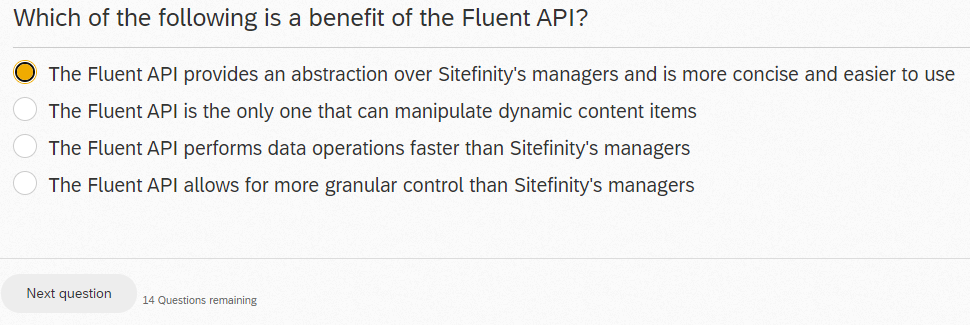 Which of the following is a benefit of the Fluent API?
The Fluent API provides an abstraction over Sitefinity's managers and is more concise and easier to use
The Fluent API is the only one that can manipulate dynamic content items
The Fluent API performs data operations faster than Sitefinity's managers
The Fluent API allows for more granular control than Sitefinity's managers
Next question
14 Questions remaining